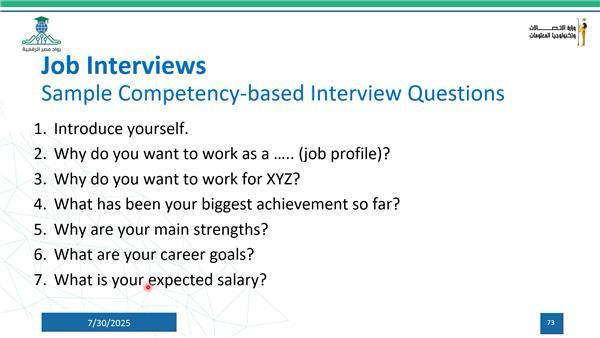 رواد مصر الرقمية
وزارة الاتصالات
وتكنولوجيا المعلومات
Job Interviews
Sample Competency-based Interview Questions
1. Introduce yourself.
2. Why do you want to work as a ….. (job profile)?
3. Why do you want to work for XYZ?
4. What has been your biggest achievement so far?
5. Why are your main strengths?
6. What are your career goals?
7. What is your expected salary?
7/30/2025
73